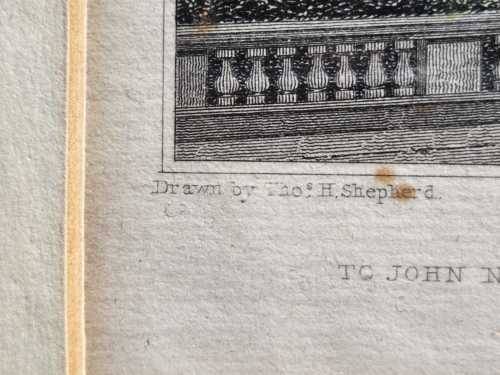 Drawn by Thos. H. Shepherd.
TO JOHN N